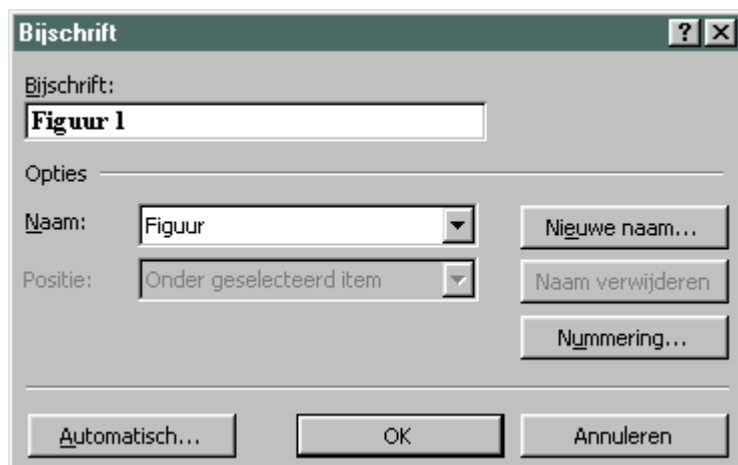 Bijschrift
Bijschrift:
Figuur 1
Opties
Naam: Figuur Nieuwe naam...
Positie: Onder geselecteerd item Naam verwijderen
Nummering...
Automatisch... OK Annuleren